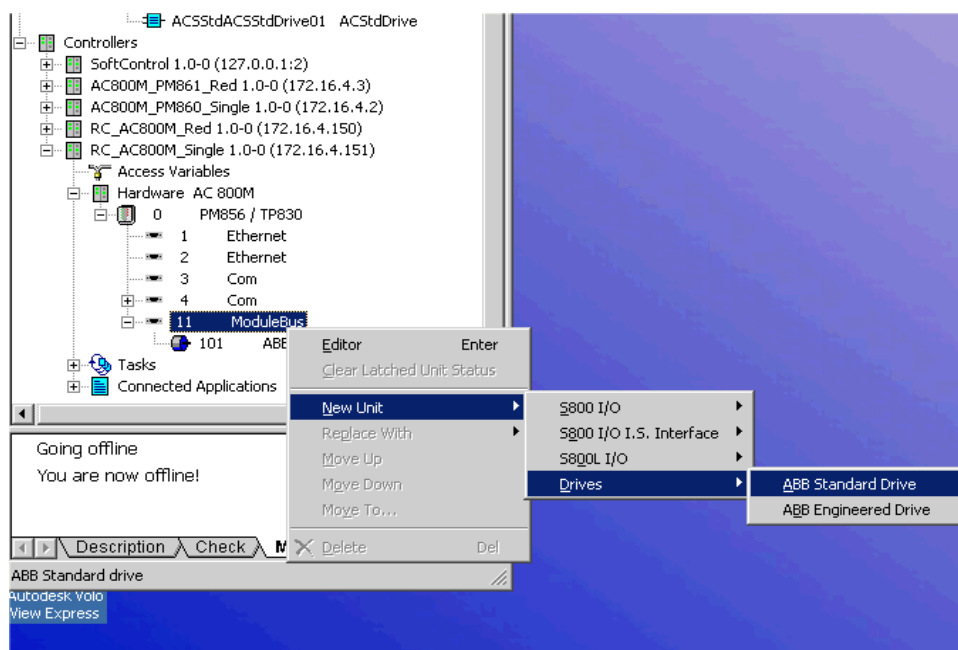 ACSStdACSStdDrive01 ACStdDrive
Controllers
SoftControl 1.0-0 (127.0.0.1:2)
AC800M_PM861_Red 1.0-0 (172.16.4.3)
AC800M_PM860_Single 1.0-0 (172.16.4.2)
RC_AC800M_Red 1.0-0 (172.16.4.150)
RC_AC800M_Single 1.0-0 (172.16.4.151)
Access Variables
Hardware AC 800M
0 PM856 / TP830
1 Ethernet
2 Ethernet
3 Com
4 Com
11 ModuleBus
101 ABB
Tasks
Connected Applications
Editor Enter
Clear Latched Unit Status
New Unit
Replace With
Move Up
Move Down
Move To...
Delete Del
S800 I/O
S800 I/O I.S. Interface
S800L I/O
Drives
ABB Standard Drive
ABB Engineered Drive
Going offline
You are now offline!
Description Check M
ABB Standard drive
Autodesk Volo
View Express